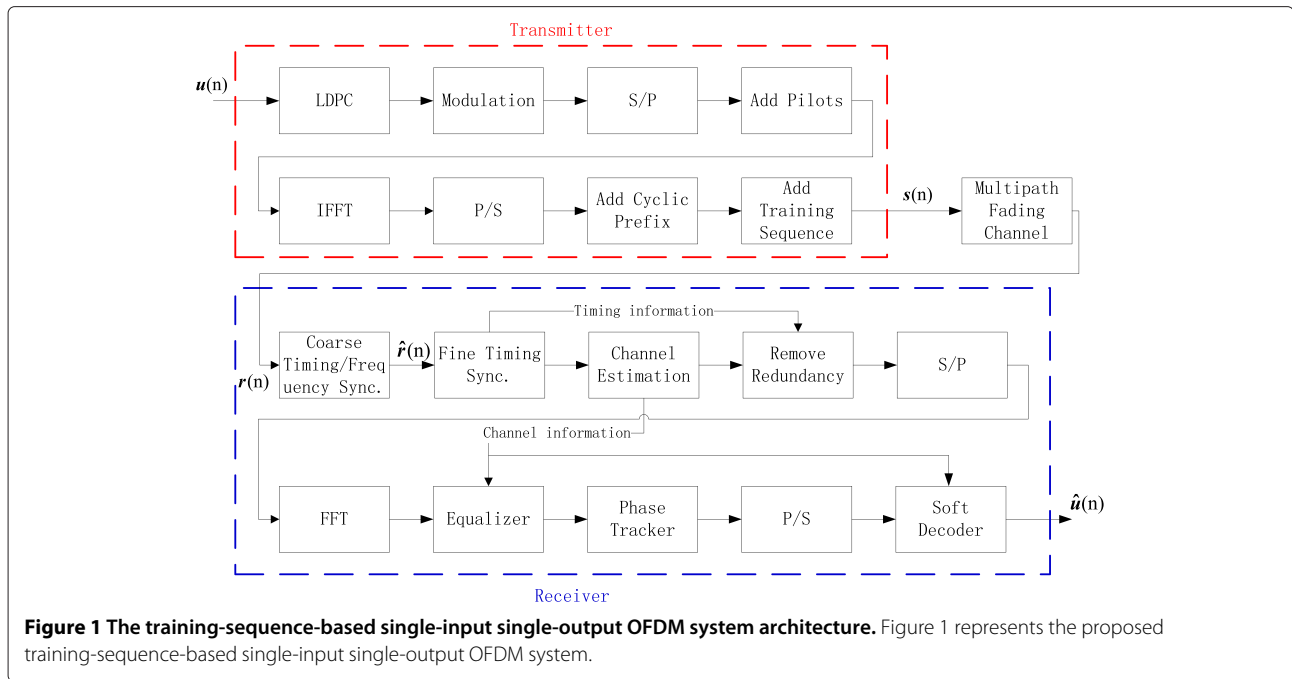 Transmitter
u(n)
LDPC
Modulation
S/P
Add Pilots
IFFT
P/S
Add Cyclic
Prefix
Add
Training
Sequence
s(n)
Multipath
Fading
Channel
Timing information
r(n)
Coarse
Timing/Freq
uency Sync.
r̂(n)
Fine Timing
Sync.
Channel
Estimation
Remove
Redundancy
S/P
Channel information
FFT
Equalizer
Phase
Tracker
P/S
Soft
Decoder
û(n)
Receiver
Figure 1 The training-sequence-based single-input single-output OFDM system architecture. Figure 1 represents the proposed
training-sequence-based single-input single-output OFDM system.